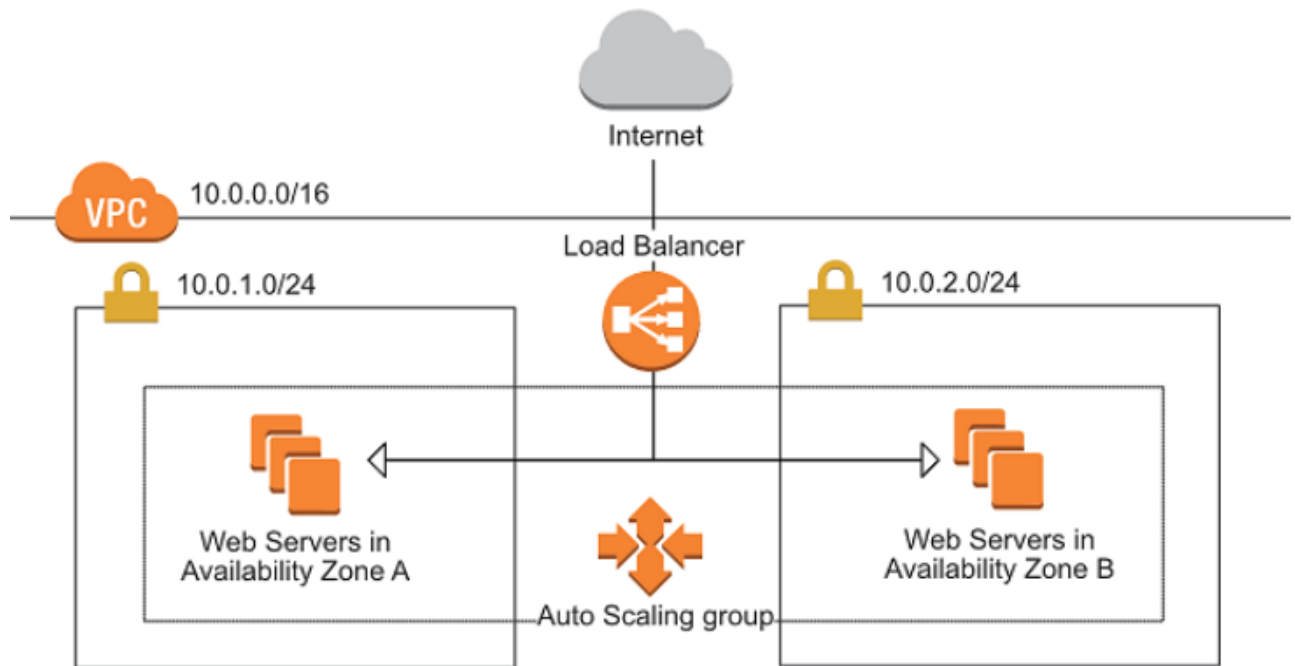 Internet
VPC
10.0.0.0/16
Load Balancer
10.0.1.0/24
10.0.2.0/24
Web Servers in
Availability Zone A
Web Servers in
Availability Zone B
Auto Scaling group